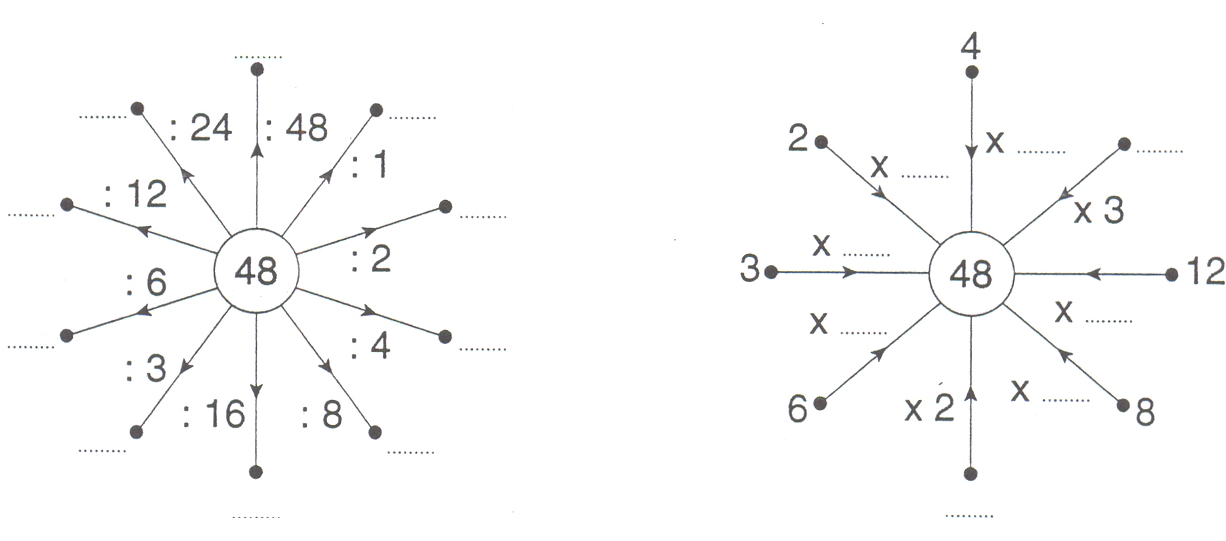 .........
......... : 24 : 48 .........
: 1
: 12
......... .........
48
: 2
: 6
: 4
......... .........
: 3
: 16 : 8
......... .........
.........
4
2 x ......... .........
x .........
x 3
x .........
3 48 12
x ......... x .........
x 2 x .........
6 8
.........